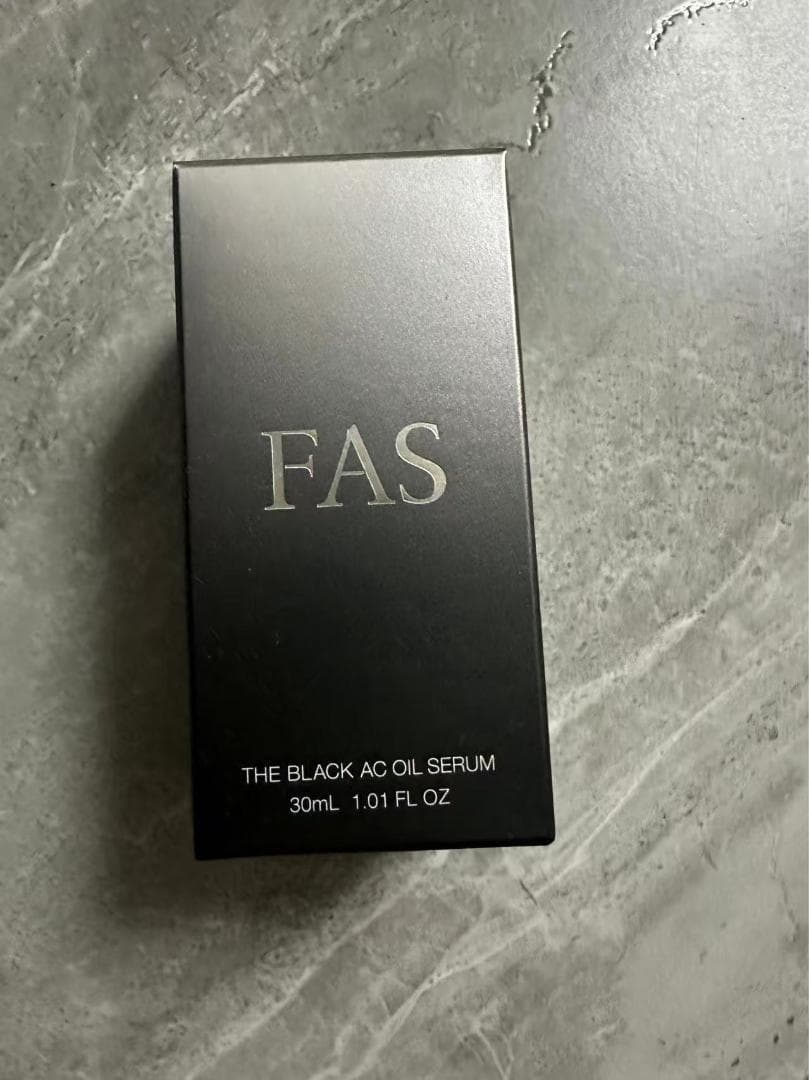 FAS
THE BLACK AC OIL SERUM
30mL 1.01 FL OZ